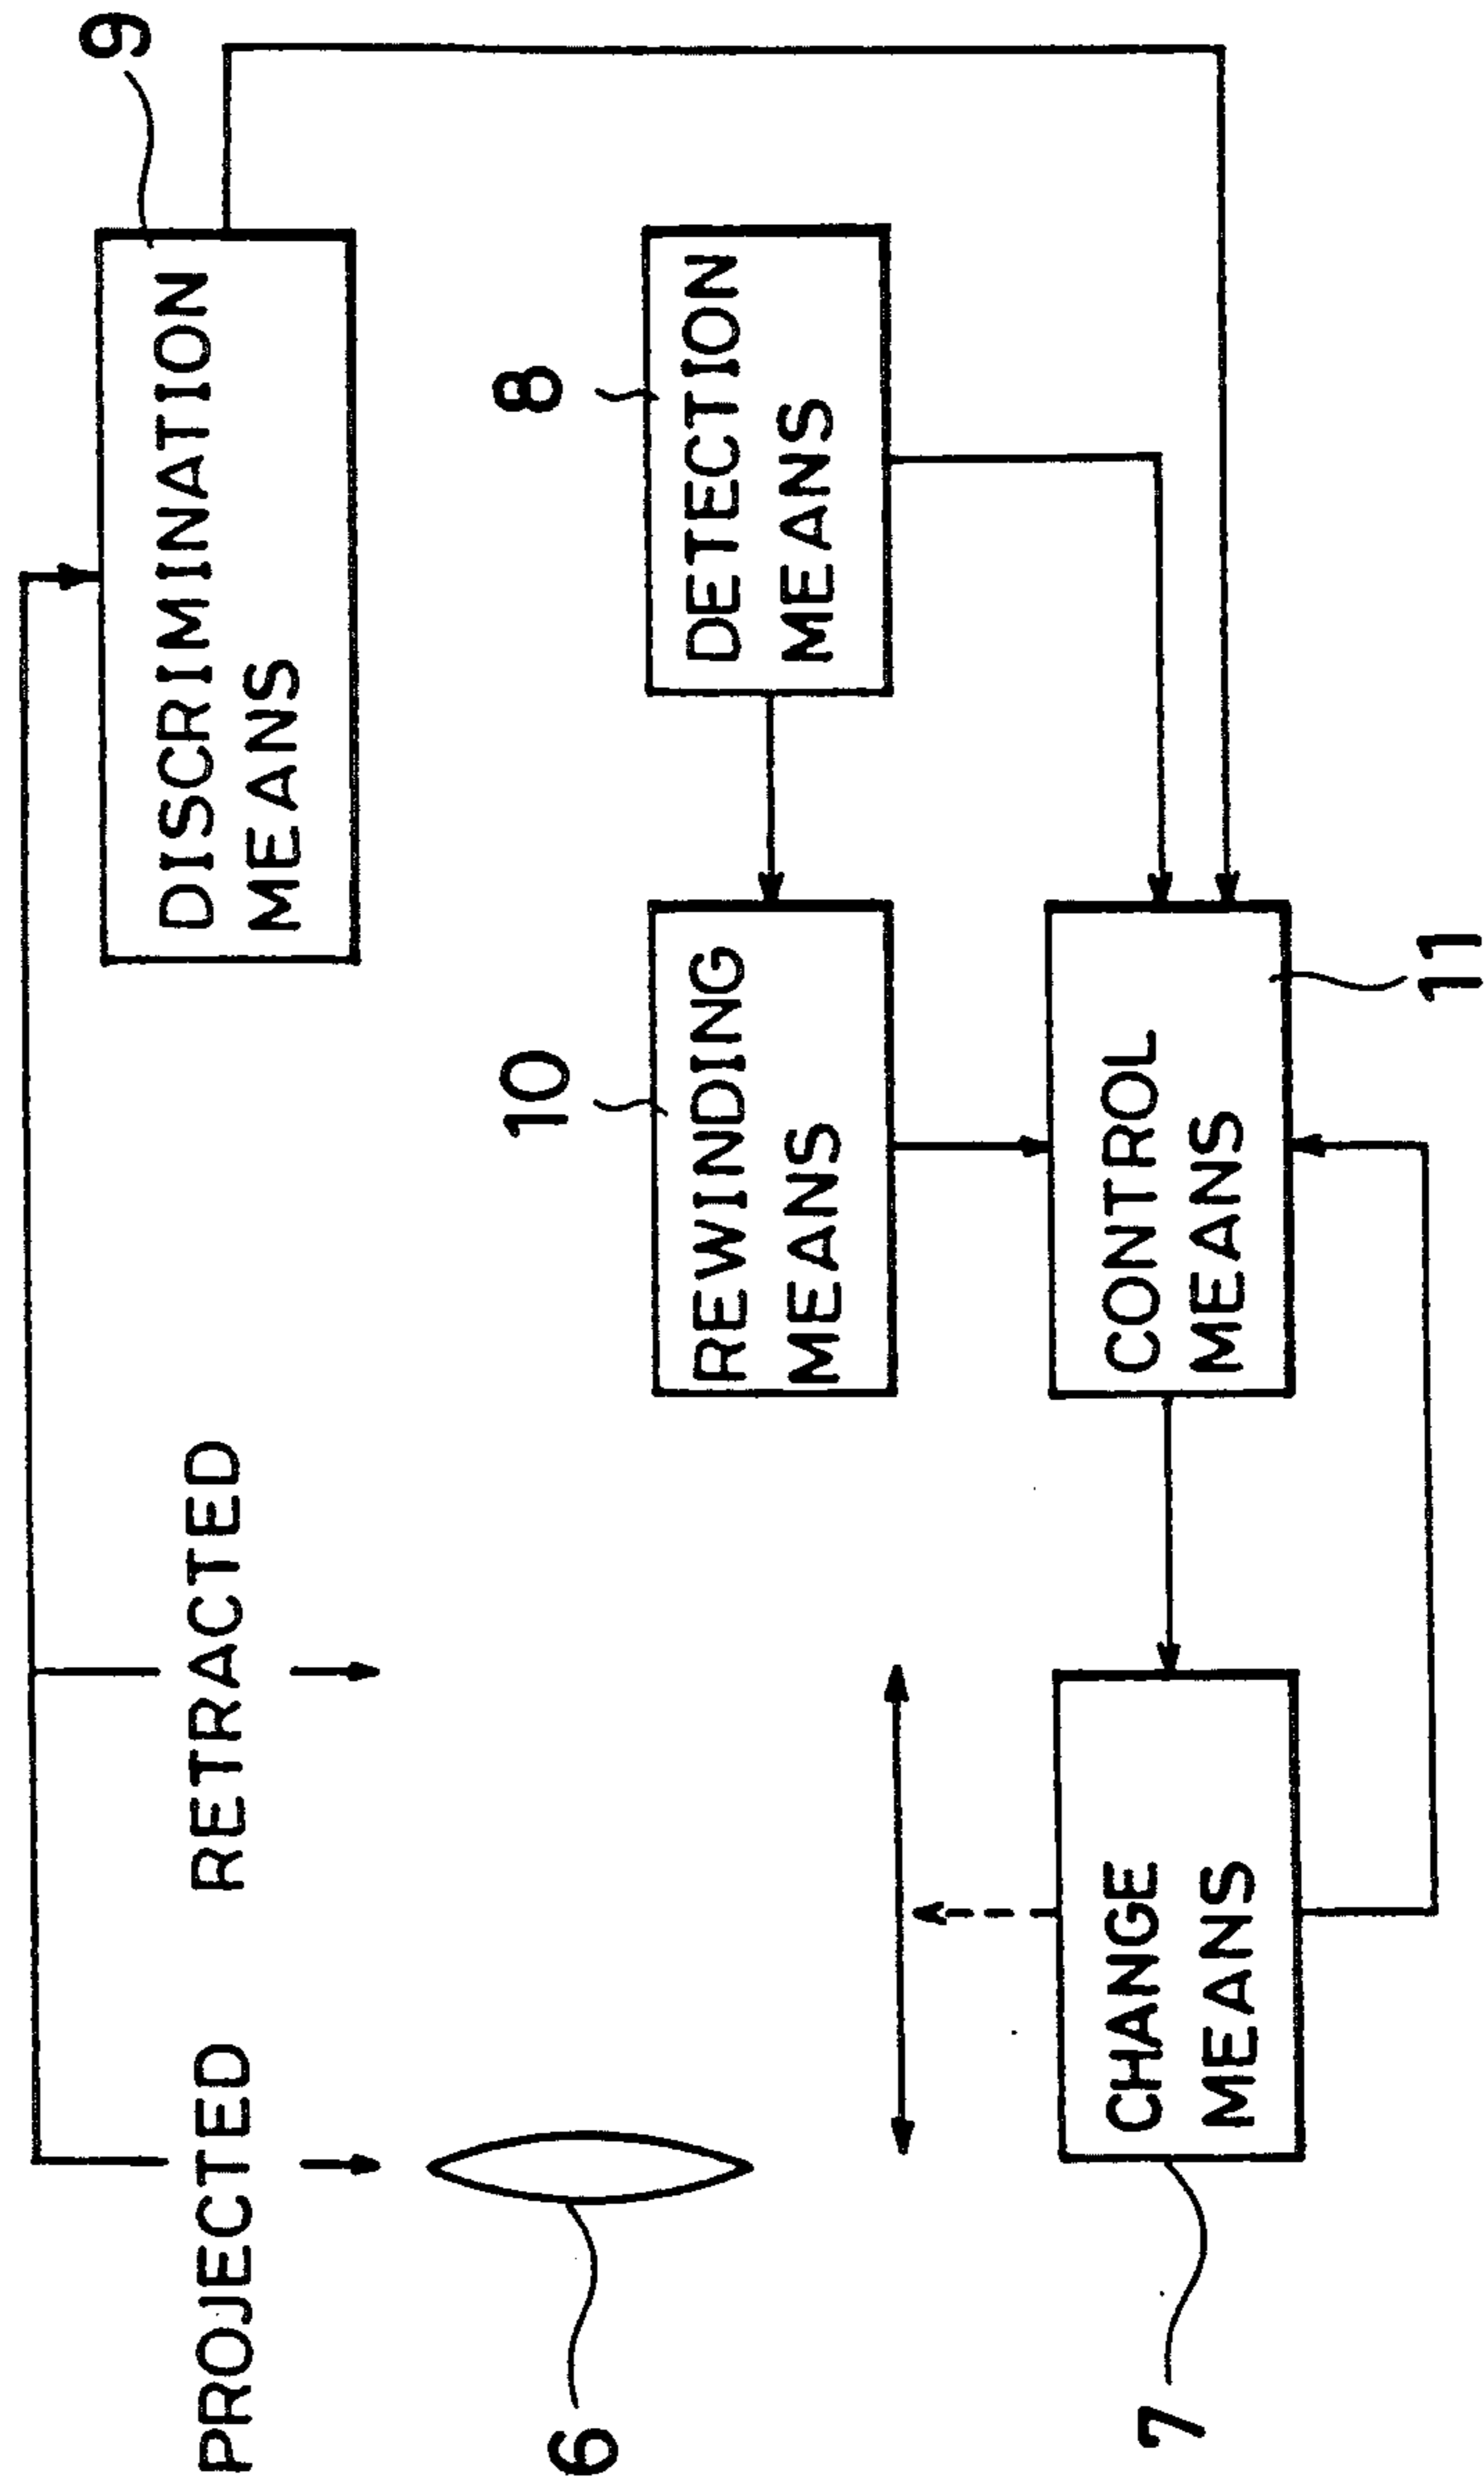 9
DISCRIMINATION
MEANS
PROJECTED
RETRACTED
8
DETECTION
MEANS
10
REWINDING
MEANS
6
CONTROL
MEANS
11
CHANGE
MEANS
7